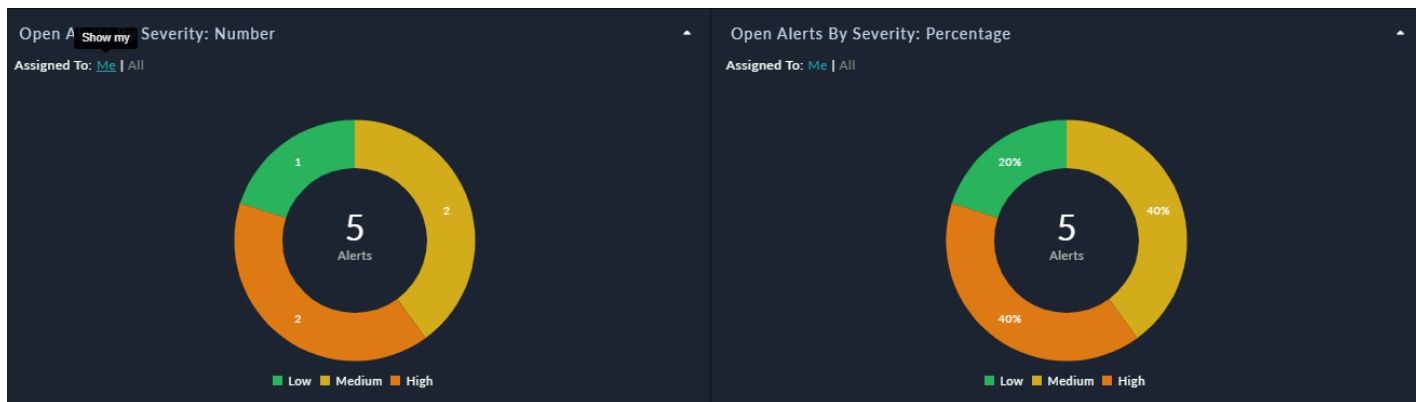 Open A Severity: Number
Show my
Assigned To: Me | All
1
2
5
Alerts
2
Low Medium High
Open Alerts By Severity: Percentage
Assigned To: Me | All
20%
40%
5
Alerts
40%
Low Medium High